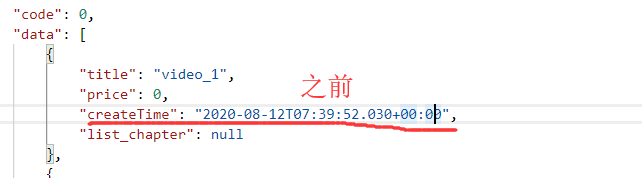 "code": 0,
"data": [
{
"title": "video_1",
之前
"price": 0,
"createTime": "2020-08-12T07:39:52.030+00:00",
"list_chapter": null
},
{